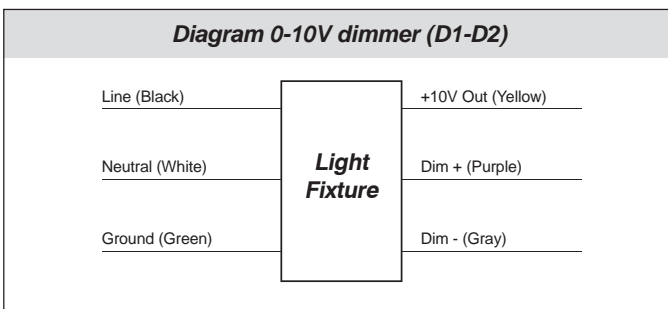 Diagram 0-10V dimmer (D1-D2)
Line (Black)
+10V Out (Yellow)
Neutral (White)
Light
Fixture
Dim + (Purple)
Ground (Green)
Dim - (Gray)